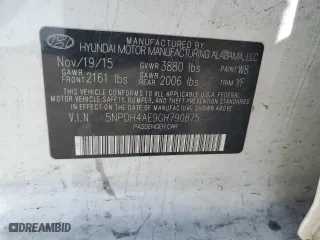 MANUFACTURED BY
HYUNDAI MOTOR MANUFACTURING ALABAMA, LLC
Nov/19/15 GVWR 3880 lbs PAINT W8
GAWR FRONT 2161 lbs GAWR REAR 2006 lbs TRIM YF
THIS VEHICLE CONFORMS TO ALL APPLICABLE U.S. FEDERAL
MOTOR VEHICLE SAFETY, BUMPER, AND THEFT
PREVENTION STANDARDS IN EFFECT ON THE DATE OF
MANUFACTURE SHOWN ABOVE.
V.I.N 5NPDH4AE9GH790875
PASSENGER CAR